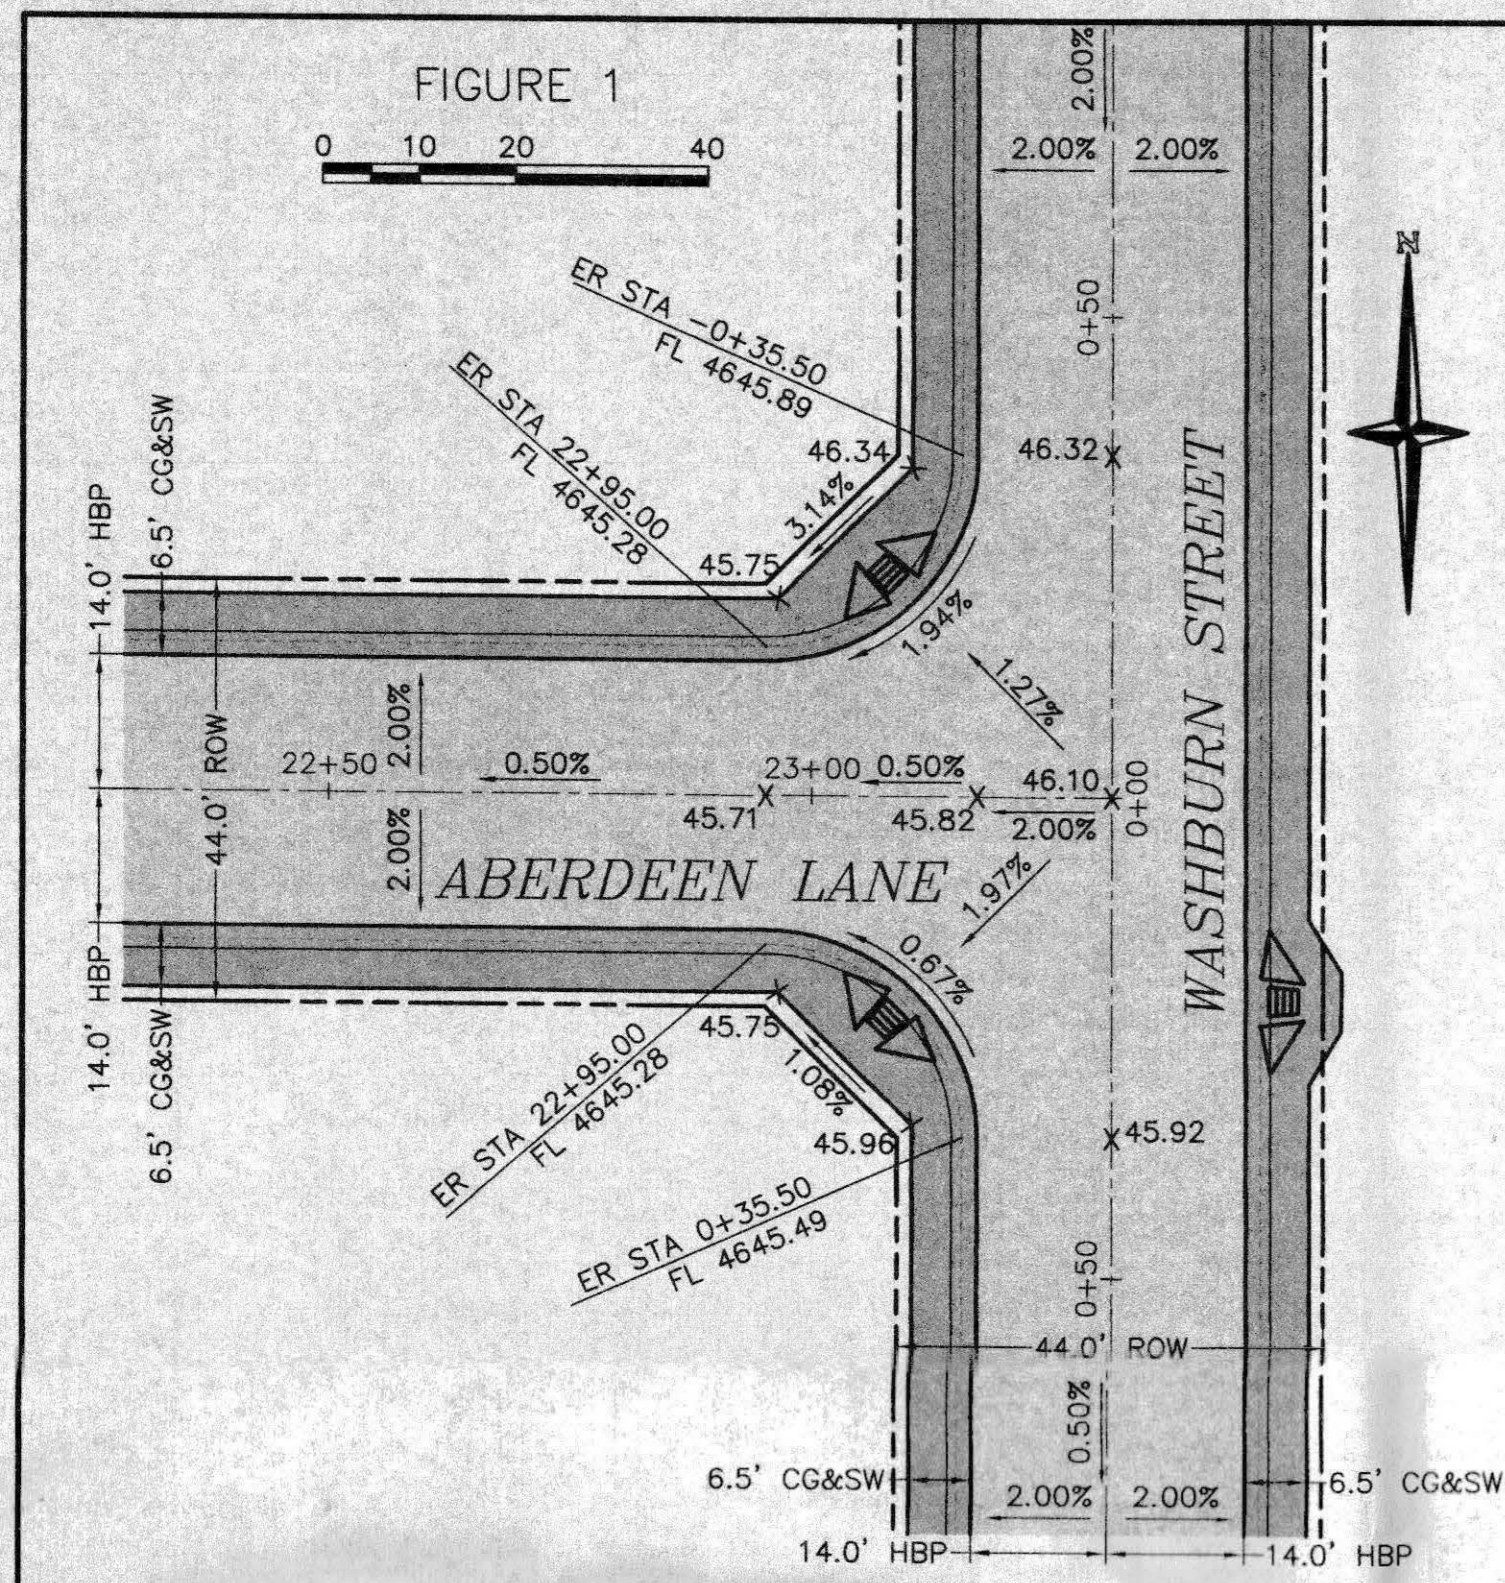 FIGURE 1
0 10 20 40
N
2.00%
2.00% 2.00%
0+50
ER STA -0+35.50
FL 4645.89
ER STA 22+95.00
FL 4645.28
46.34
46.32
3.14%
45.75
14.0' HBP
6.5' CG&SW
1.94%
1.27%
WASHBURN STREET
44.0' ROW
2.00%
22+50
0.50%
23+00
0.50%
46.10
0+00
45.71
45.82
2.00%
2.00%
ABERDEEN LANE
1.97%
0.67%
14.0' HBP
6.5' CG&SW
45.75
1.08%
ER STA 22+95.00
FL 4645.28
45.96
45.92
ER STA 0+35.50
FL 4645.49
0+50
44.0' ROW
0.50%
6.5' CG&SW
6.5' CG&SW
2.00% 2.00%
14.0' HBP
14.0' HBP